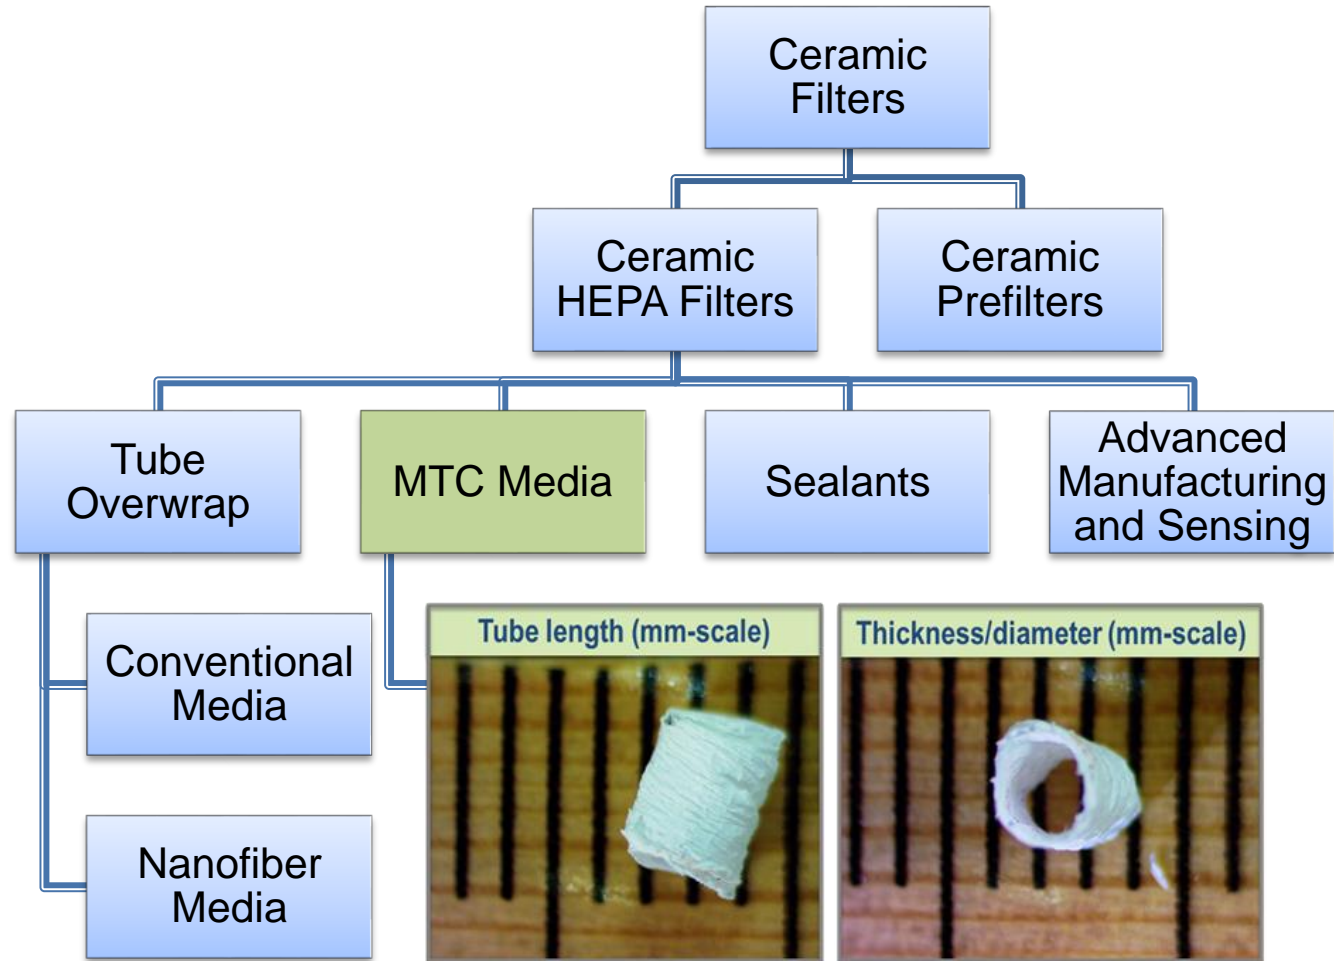 Ceramic
Filters
Ceramic
HEPA Filters
Ceramic
Prefilters
Tube
Overwrap
MTC Media
Sealants
Advanced
Manufacturing
and Sensing
Conventional
Media
Nanofiber
Media
Tube length (mm-scale)
Thickness/diameter (mm-scale)